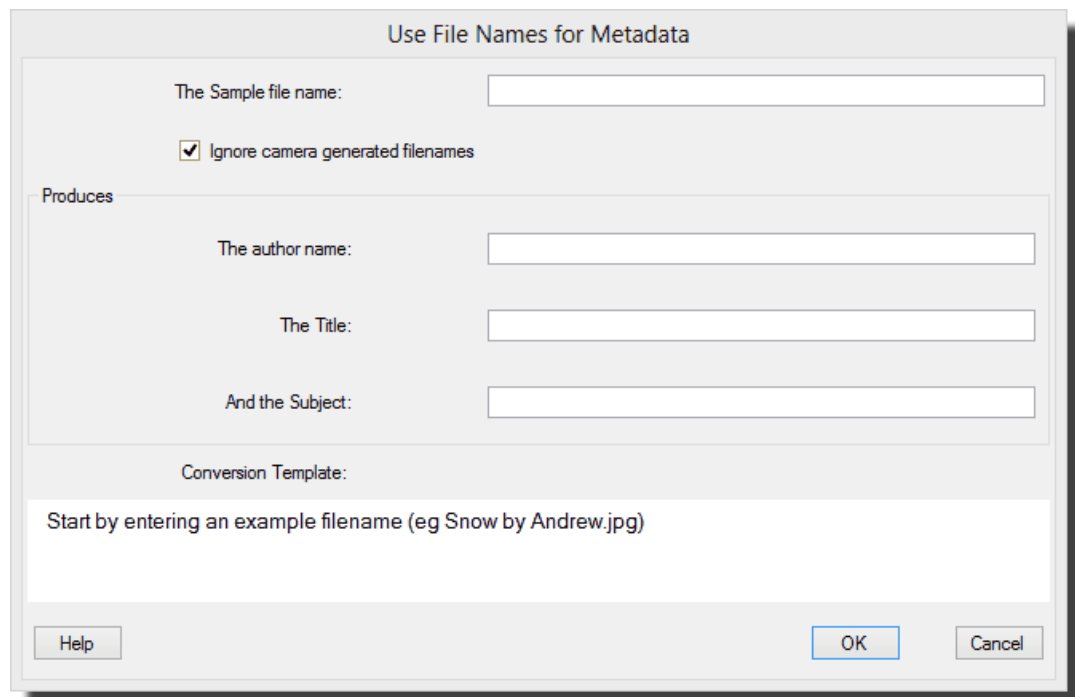 Use File Names for Metadata
The Sample file name:
Ignore camera generated filenames
Produces
The author name:
The Title:
And the Subject:
Conversion Template:
Start by entering an example filename (eg Snow by Andrew.jpg)
Help
OK
Cancel